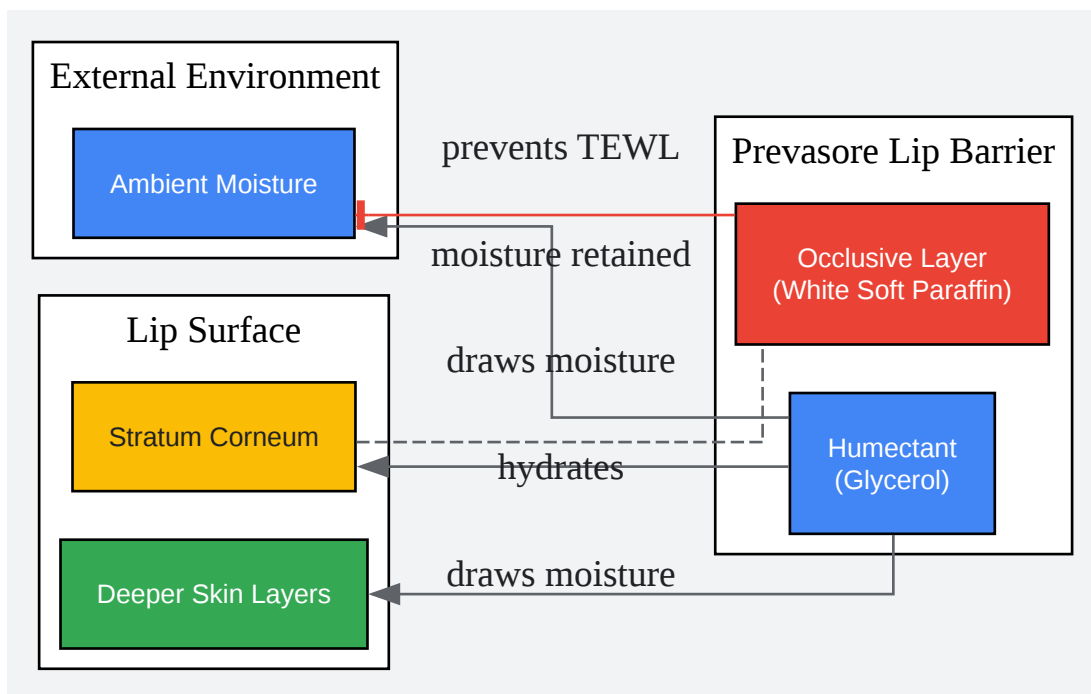 External Environment
Ambient Moisture
prevents TEWL
Prevasore Lip Barrier
moisture retained
Occlusive Layer
(White Soft Paraffin)
Lip Surface
draws moisture
Stratum Corneum
hydrates
Humectant
(Glycerol)
Deeper Skin Layers
draws moisture